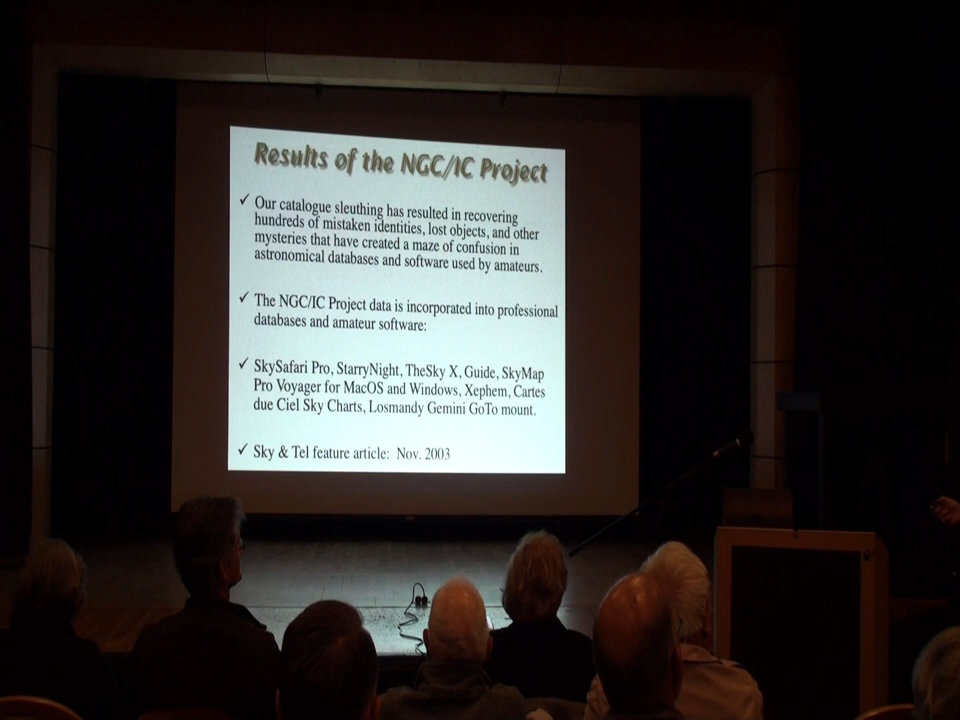 Results of the NGC/IC Project
✓ Our catalogue sleuthing has resulted in recovering
hundreds of mistaken identities, lost objects, and other
mysteries that have created a maze of confusion in
astronomical databases and software used by amateurs.
✓ The NGC/IC Project data is incorporated into professional
databases and amateur software:
✓ SkySafari Pro, StarryNight, TheSky X, Guide, SkyMap
Pro Voyager for MacOS and Windows, Xephem, Cartes
due Ciel Sky Charts, Losmandy Gemini GoTo mount.
✓ Sky & Tel feature article: Nov. 2003